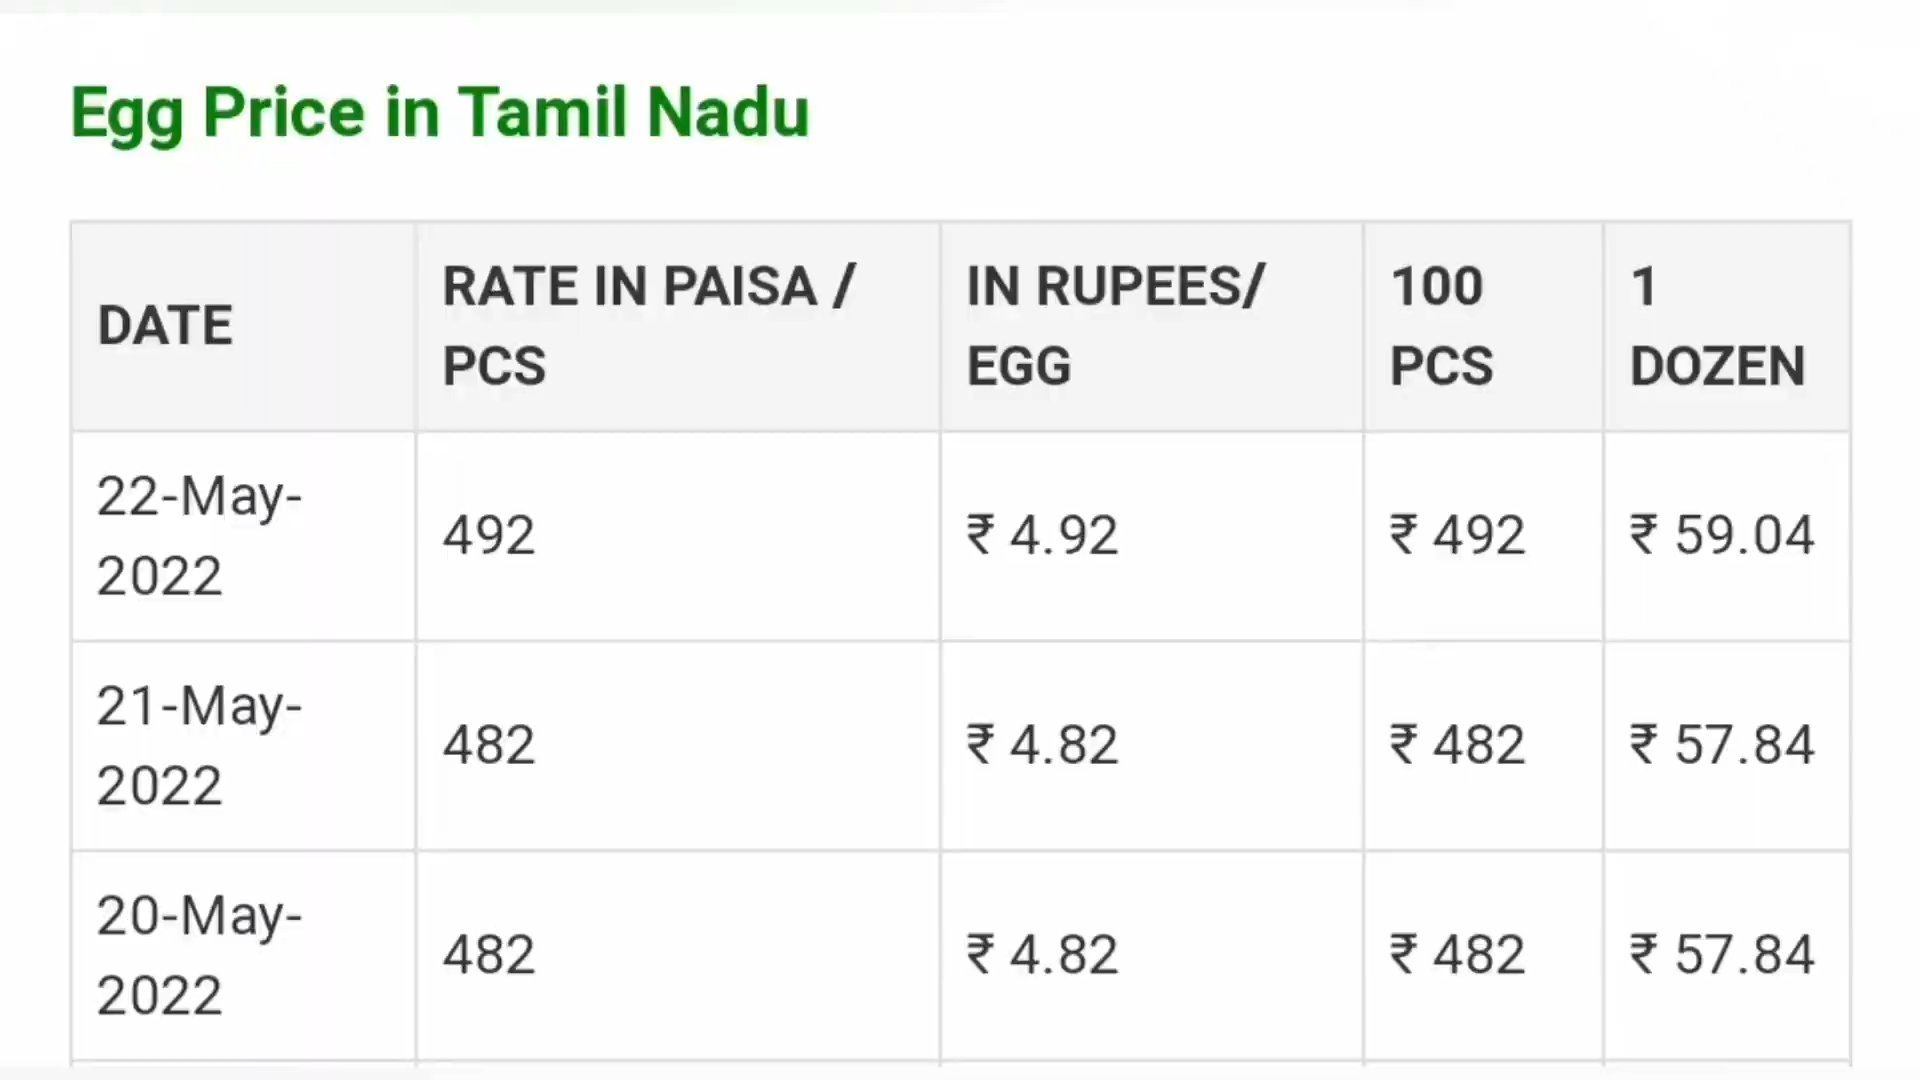 Egg Price in Tamil Nadu
DATE
RATE IN PAISA /
PCS
IN RUPEES/
EGG
100
PCS
1
DOZEN
22-May-
2022
492
₹ 4.92
₹ 492
₹ 59.04
21-May-
2022
482
₹ 4.82
₹ 482
₹ 57.84
20-May-
2022
482
₹ 4.82
₹ 482
₹ 57.84